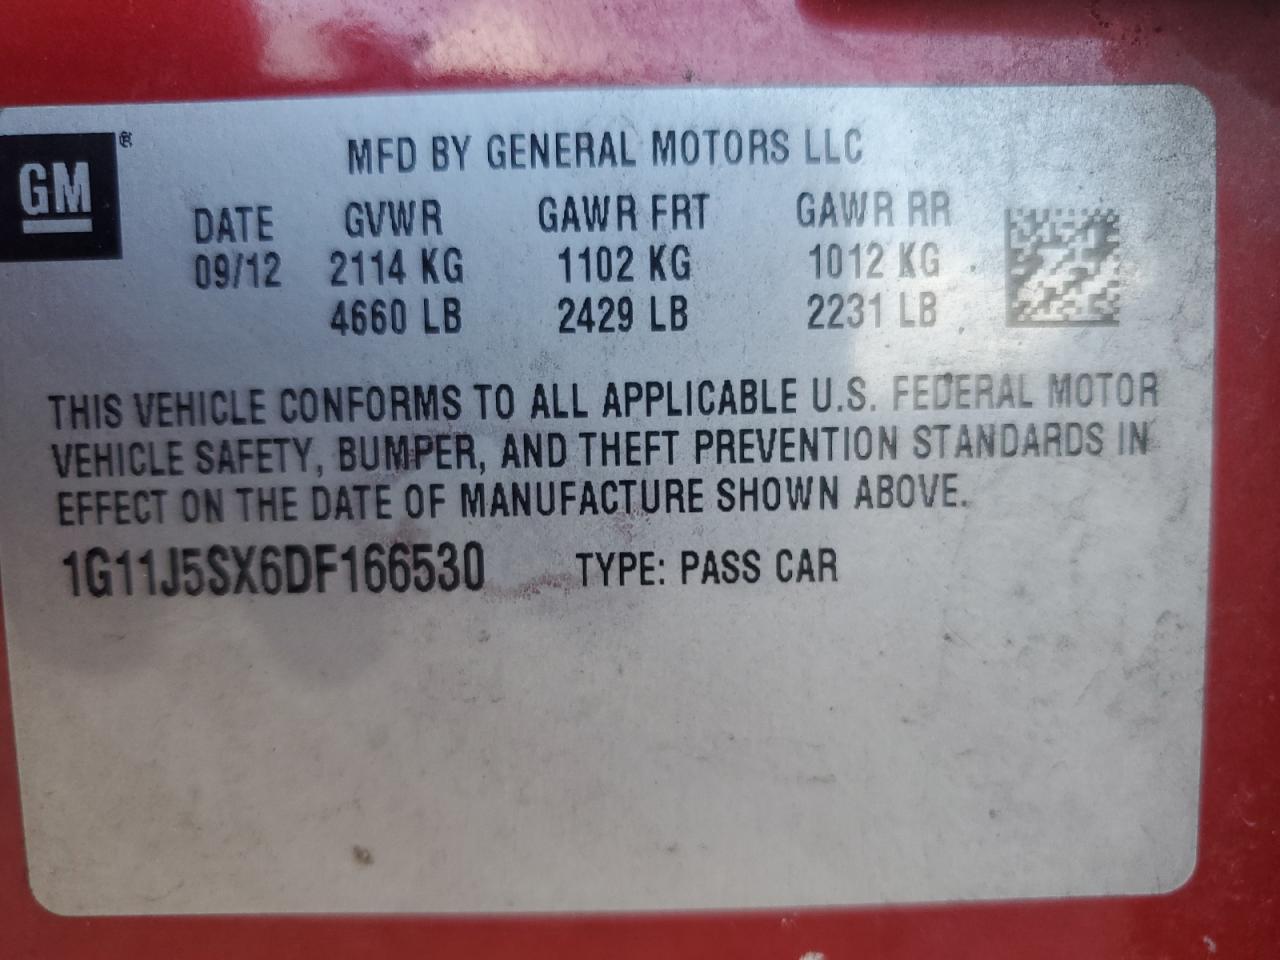 GM®
MFD BY GENERAL MOTORS LLC
DATE GVWR GAWR FRT GAWR RR
09/12 2114 KG 1102 KG 1012 KG
4660 LB 2429 LB 2231 LB
THIS VEHICLE CONFORMS TO ALL APPLICABLE U.S. FEDERAL MOTOR
VEHICLE SAFETY, BUMPER, AND THEFT PREVENTION STANDARDS IN
EFFECT ON THE DATE OF MANUFACTURE SHOWN ABOVE.
1G11J5SX6DF166530 TYPE: PASS CAR